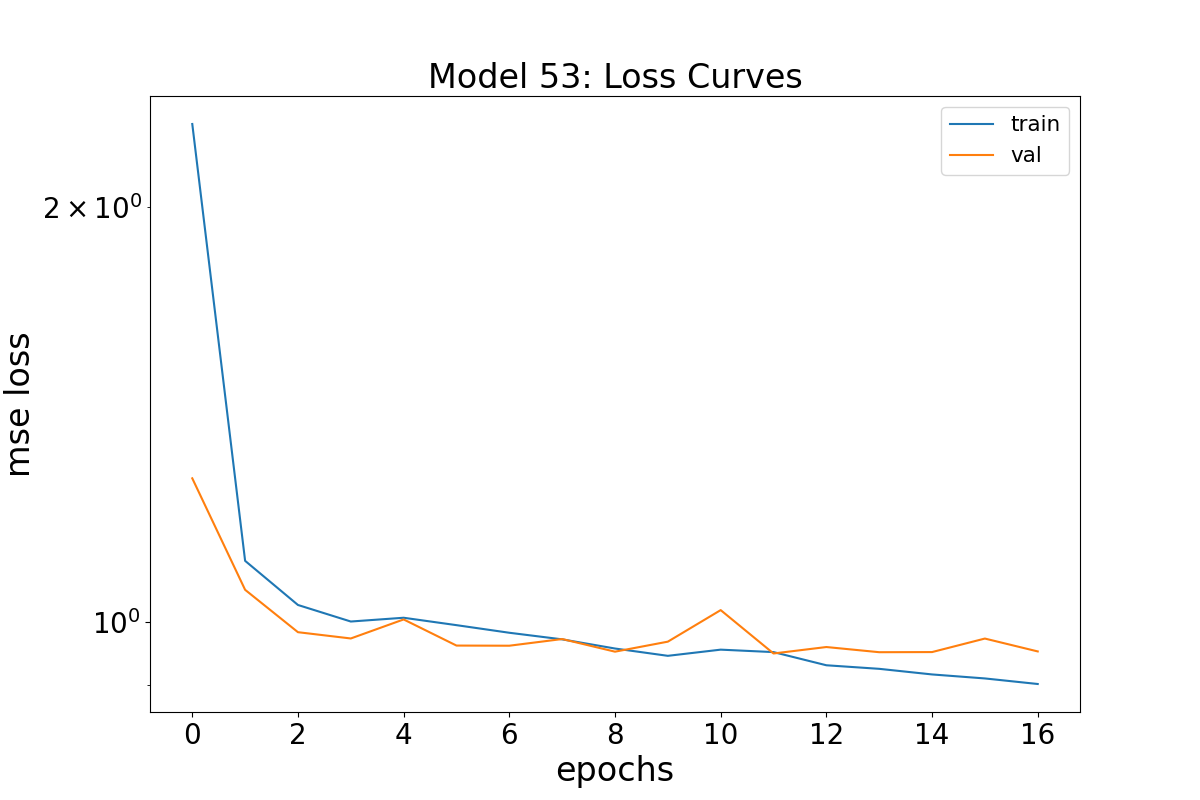 Model 53: Loss Curves
train
val
2 × 10⁰
10⁰
mse loss
0 2 4 6 8 10 12 14 16
epochs